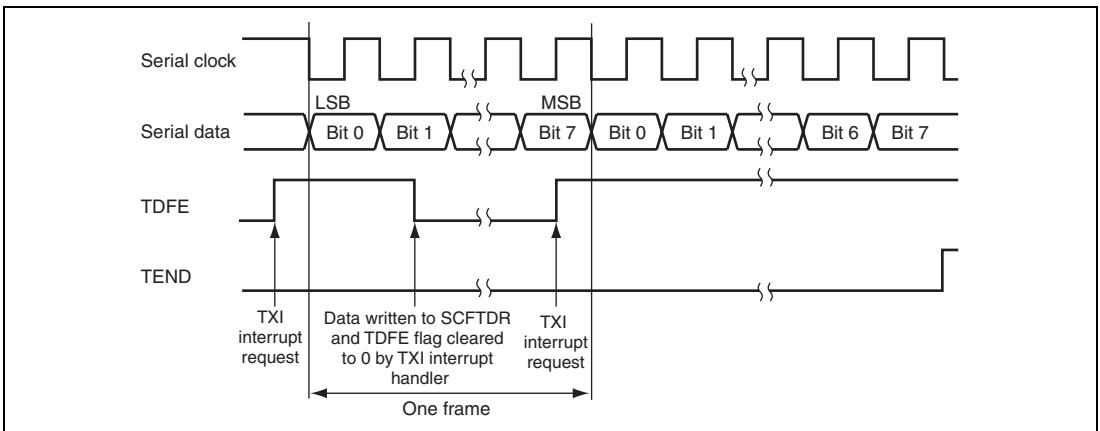 Serial clock
LSB
MSB
Serial data
Bit 0
Bit 1
Bit 7
Bit 0
Bit 1
Bit 6
Bit 7
TDFE
TEND
TXI
interrupt
request
Data written to SCFTDR
and TDFE flag cleared
to 0 by TXI interrupt
handler
TXI
interrupt
request
One frame